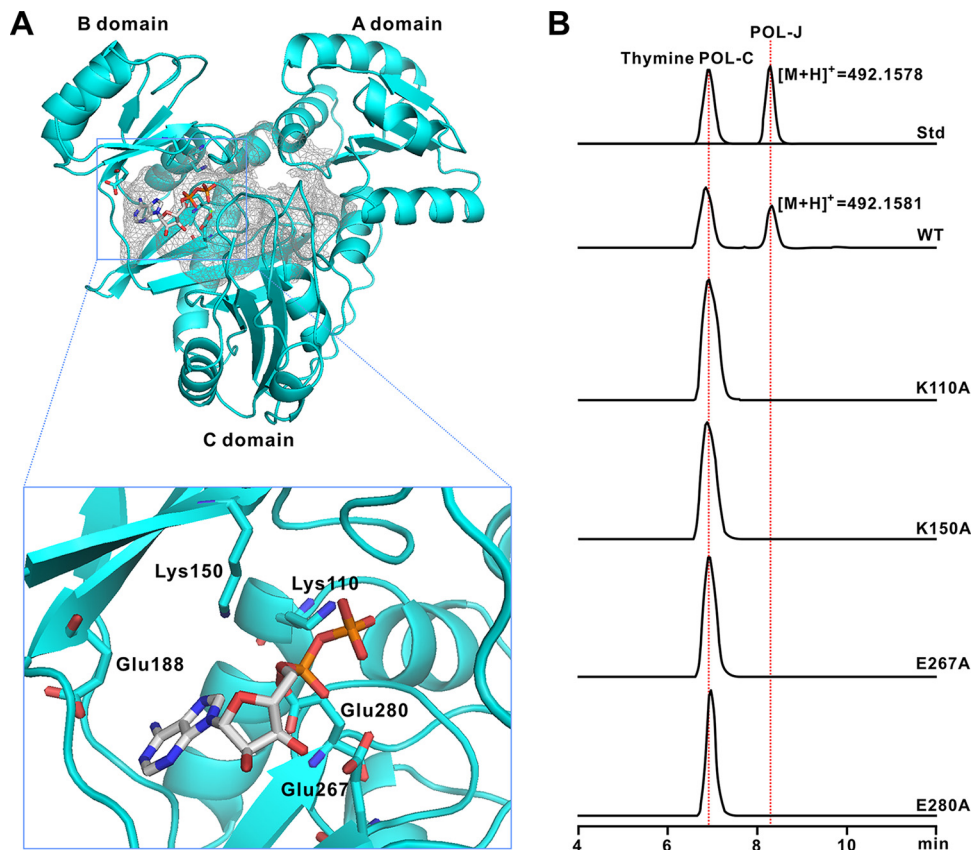 A
B domain
A domain
C domain
Lys150
Lys110
Glu188
Glu280
Glu267
B
POL-J
Thymine POL-C
[M+H]+=492.1578
Std
[M+H]+=492.1581
WT
K110A
K150A
E267A
E280A
4 6 8 10 min